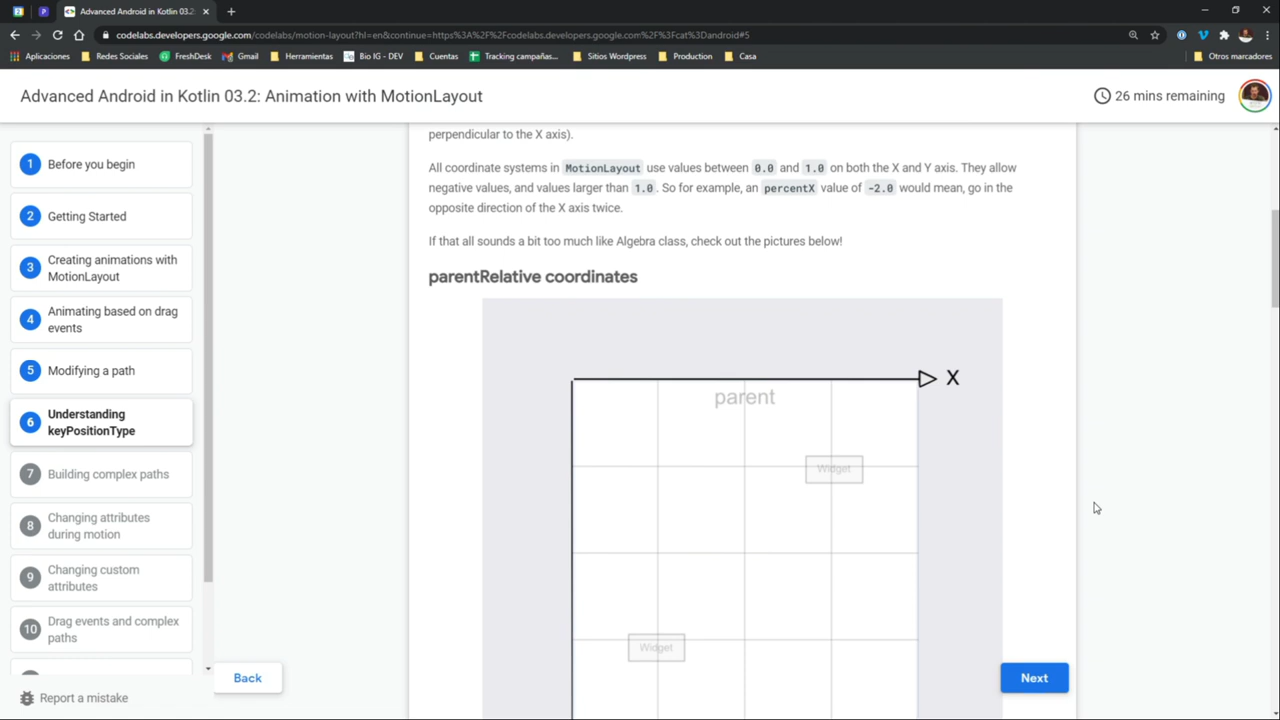 Advanced Android in Kotlin 03.2:
codelabs.developers.google.com/codelabs/motion-layout?hl=en&continue=https%3A%2F%2Fcodelabs.developers.google.com%2F%3Fcat%3Dandroid#5
Aplicaciones Redes Sociales FreshDesk Gmail Herramientas Bio IG - DEV Cuentas Tracking campañas... Sitios Wordpress Production Casa Otros marcadores
Advanced Android in Kotlin 03.2: Animation with MotionLayout
26 mins remaining
1 Before you begin
2 Getting Started
3 Creating animations with
MotionLayout
4 Animating based on drag
events
5 Modifying a path
6 Understanding
keyPositionType
7 Building complex paths
8 Changing attributes
during motion
9 Changing custom
attributes
10 Drag events and complex
paths
Report a mistake
perpendicular to the X axis).
All coordinate systems in MotionLayout use values between 0.0 and 1.0 on both the X and Y axis. They allow
negative values, and values larger than 1.0. So for example, an percentX value of -2.0 would mean, go in the
opposite direction of the X axis twice.
If that all sounds a bit too much like Algebra class, check out the pictures below!
parentRelative coordinates
X
parent
Widget
Widget
Back
Next